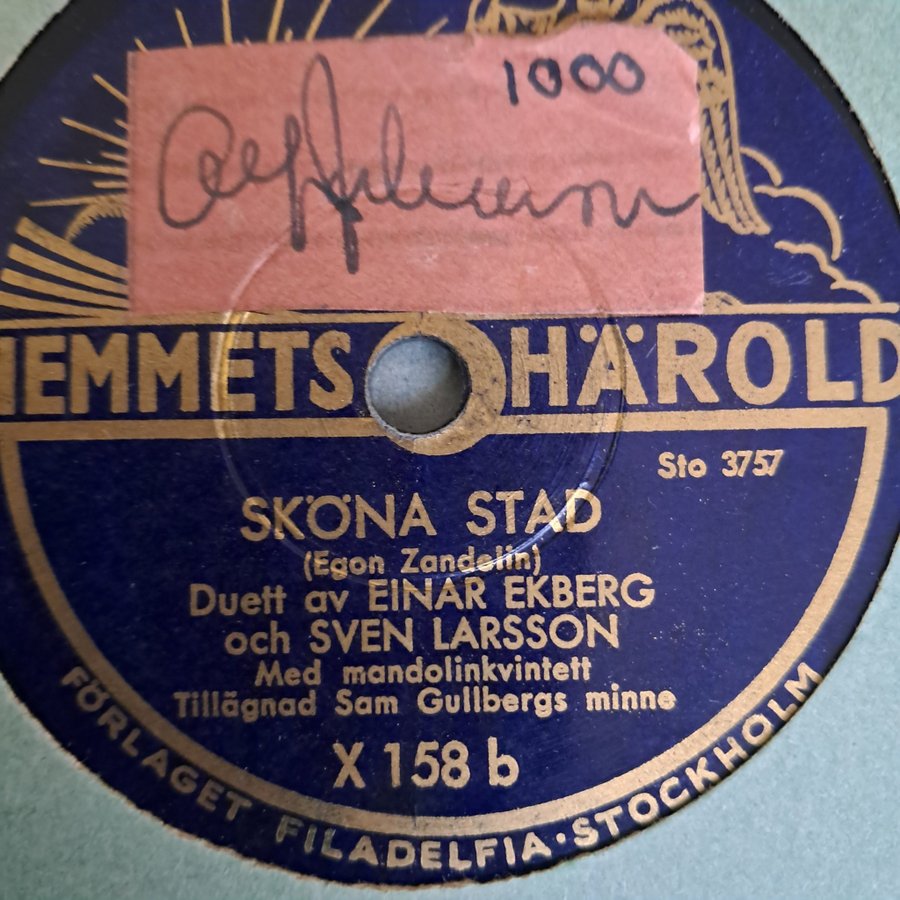 1000
HEMMETS HÄROLD
Sto 3757
SKÖNA STAD
(Egon Zandelin)
Duett av EINAR EKBERG
och SVEN LARSSON
Med mandolinkvintett
Tillägnad Sam Gullbergs minne
X 158 b
FÖRLAGET FILADELFIA·STOCKHOLM